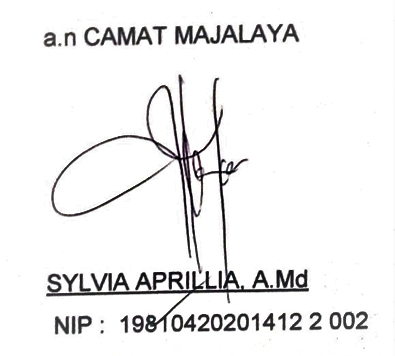 a.n CAMAT MAJALAYA
SYLVIA APRILLIA, A.Md
NIP : 19810420201412 2 002